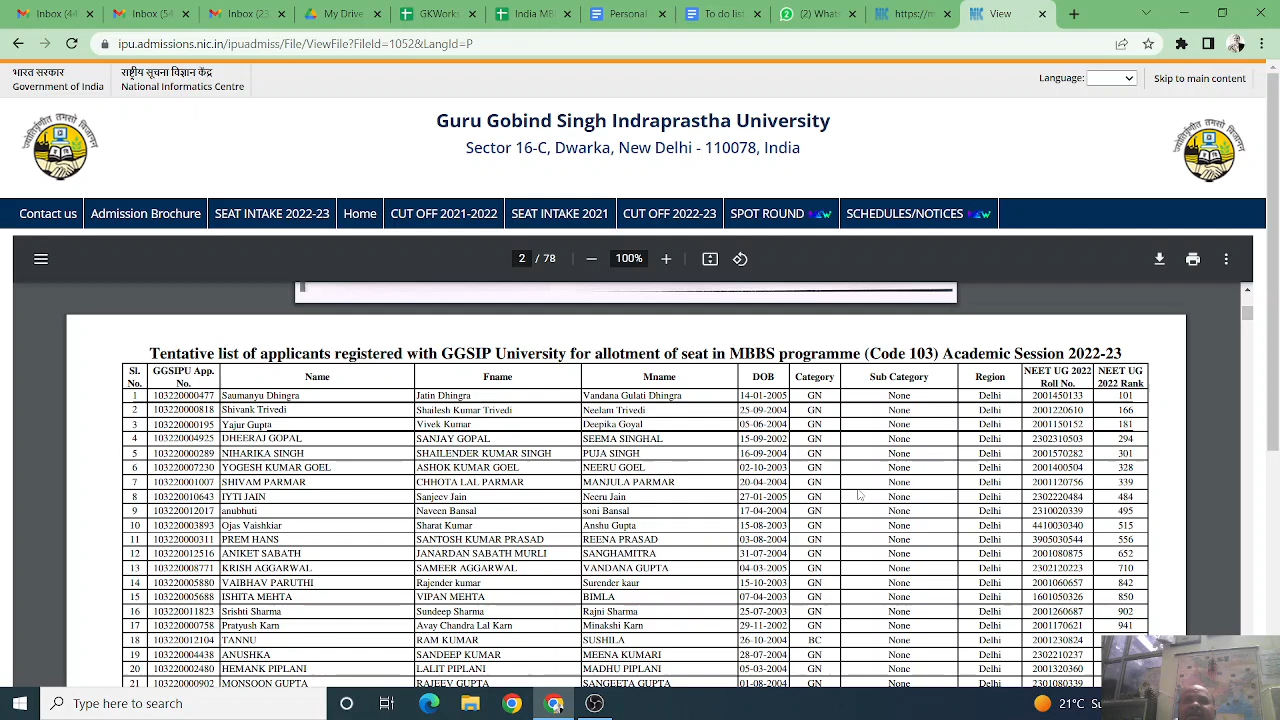 Inbox (44
Inbox (54
Inbox (23
My Drive
GKWorks
India MB
Personal
To do list
(2) Whats
https://m
View
ipu.admissions.nic.in/ipuadmiss/File/ViewFile?FileId=1052&LangId=P
भारत सरकार
Government of India
राष्ट्रीय सूचना विज्ञान केंद्र
National Informatics Centre
Language:
Skip to main content
Guru Gobind Singh Indraprastha University
Sector 16-C, Dwarka, New Delhi - 110078, India
Contact us Admission Brochure SEAT INTAKE 2022-23 Home CUT OFF 2021-2022 SEAT INTAKE 2021 CUT OFF 2022-23 SPOT ROUND SCHEDULES/NOTICES
2 / 78 100%
Tentative list of applicants registered with GGSIP University for allotment of seat in MBBS programme (Code 103) Academic Session 2022-23
Sl. No. GGSIPU App. No. Name Fname Mname DOB Category Sub Category Region NEET UG 2022 Roll No. NEET UG 2022 Rank
1 103220000477 Saumanyu Dhingra Jatin Dhingra Vandana Gulati Dhingra 14-01-2005 GN None Delhi 2001450133 101
2 103220000818 Shivank Trivedi Shailesh Kumar Trivedi Neelam Trivedi 25-09-2004 GN None Delhi 2001220610 166
3 103220000195 Yajur Gupta Vivek Kumar Deepika Goyal 05-06-2004 GN None Delhi 2001150152 181
4 103220004925 DHEERAJ GOPAL SANJAY GOPAL SEEMA SINGHAL 15-09-2002 GN None Delhi 2302310503 294
5 103220000289 NIHARIKA SINGH SHAILENDER KUMAR SINGH PUJA SINGH 16-09-2004 GN None Delhi 2001570282 301
6 103220007230 YOGESH KUMAR GOEL ASHOK KUMAR GOEL NEERU GOEL 02-10-2003 GN None Delhi 2001400504 328
7 103220001007 SHIVAM PARMAR CHHOTA LAL PARMAR MANJULA PARMAR 20-04-2004 GN None Delhi 2001120756 339
8 103220010643 IYTI JAIN Sanjeev Jain Neeru Jain 27-01-2005 GN None Delhi 2302220484 484
9 103220012017 anubhuti Naveen Bansal soni Bansal 17-04-2004 GN None Delhi 2310020339 495
10 103220003893 Ojas Vaishkiar Sharat Kumar Anshu Gupta 15-08-2003 GN None Delhi 4410030340 515
11 103220000311 PREM HANS SANTOSH KUMAR PRASAD REENA PRASAD 03-08-2004 GN None Delhi 3905030544 556
12 103220012516 ANIKET SABATH JANARDAN SABATH MURLI SANGHAMITRA 31-07-2004 GN None Delhi 2001080875 652
13 103220008771 KRISH AGGARWAL SAMEER AGGARWAL VANDANA GUPTA 04-03-2005 GN None Delhi 2302120223 710
14 103220005880 VAIBHAV PARUTHI Rajender kumar Surender kaur 15-10-2003 GN None Delhi 2001060657 842
15 103220005688 ISHITA MEHTA VIPAN MEHTA BIMLA 07-04-2003 GN None Delhi 1601050326 850
16 103220011823 Srishti Sharma Sundeep Sharma Rajni Sharma 25-07-2003 GN None Delhi 2001260687 902
17 103220000758 Pratyush Karn Avay Chandra Lal Karn Minakshi Karn 29-11-2002 GN None Delhi 2001170621 941
18 103220012104 TANNU RAM KUMAR SUSHILA 26-10-2004 BC None Delhi 2001230824
19 103220004438 ANUSHKA SANDEEP KUMAR MEENA KUMARI 28-07-2004 GN None Delhi 2302210237
20 103220002480 HEMANK PIPLANI LALIT PIPLANI MADHU PIPLANI 05-03-2004 GN None Delhi 2001320360
21 103220000902 MONSOON GUPTA RAJEEV GUPTA SANGEETA GUPTA 01-08-2004 GN None Delhi 2301080339
Type here to search
21°C Su